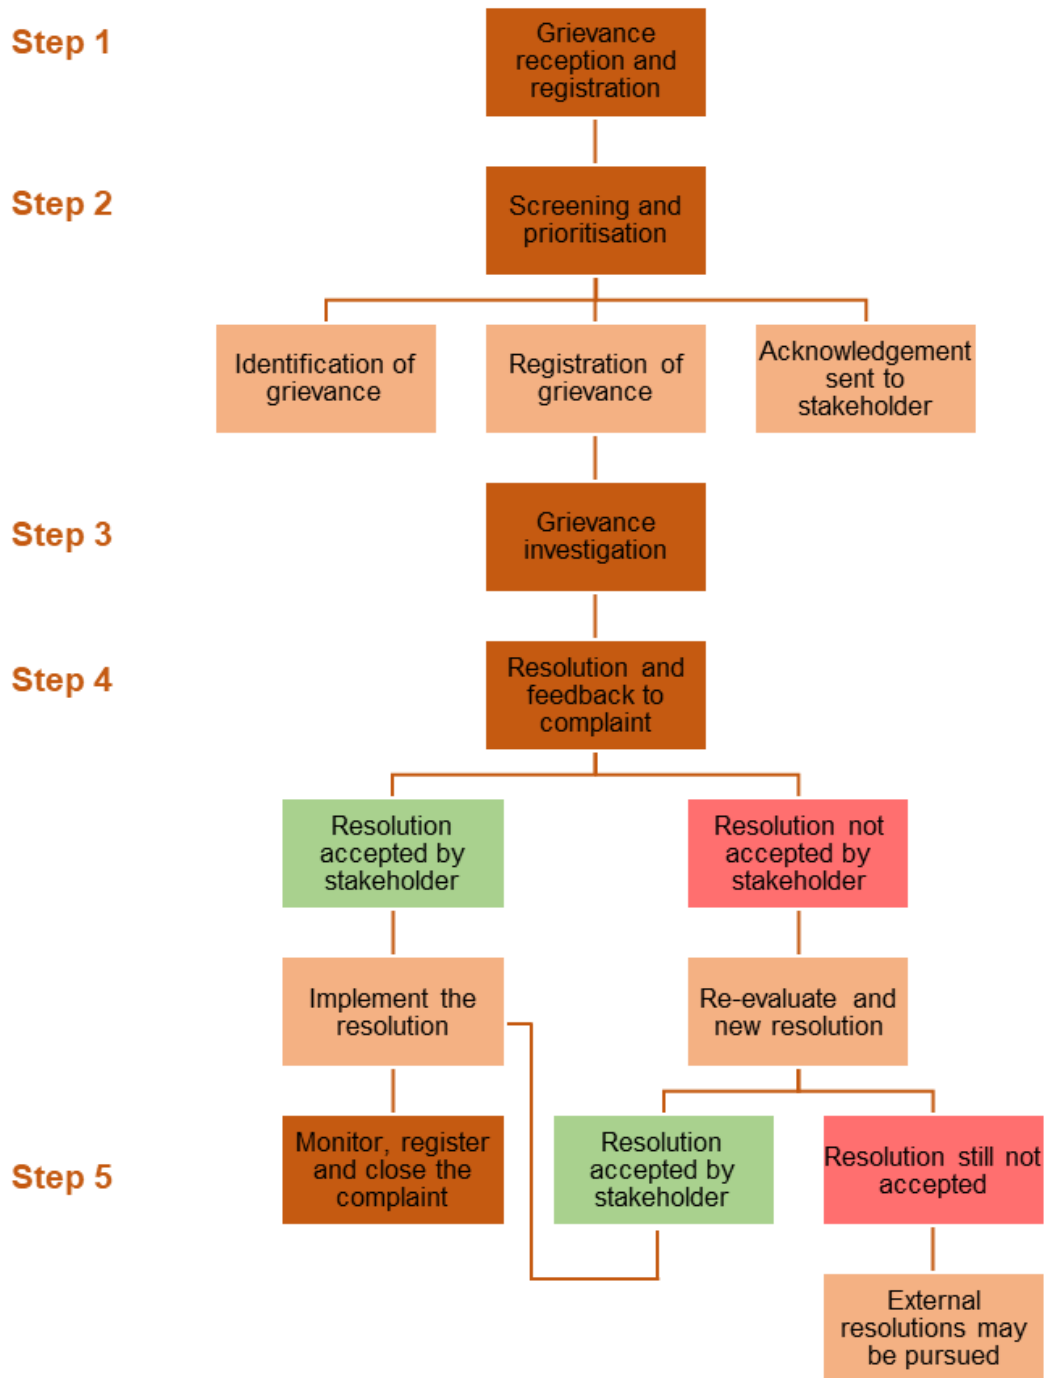 Step 1
Grievance
reception and
registration
Step 2
Screening and
prioritisation
Identification of
grievance
Registration of
grievance
Acknowledgement
sent to
stakeholder
Step 3
Grievance
investigation
Step 4
Resolution and
feedback to
complaint
Resolution
accepted by
stakeholder
Resolution not
accepted by
stakeholder
Implement the
resolution
Re-evaluate and
new resolution
Step 5
Monitor, register
and close the
complaint
Resolution
accepted by
stakeholder
Resolution still not
accepted
External
resolutions may
be pursued